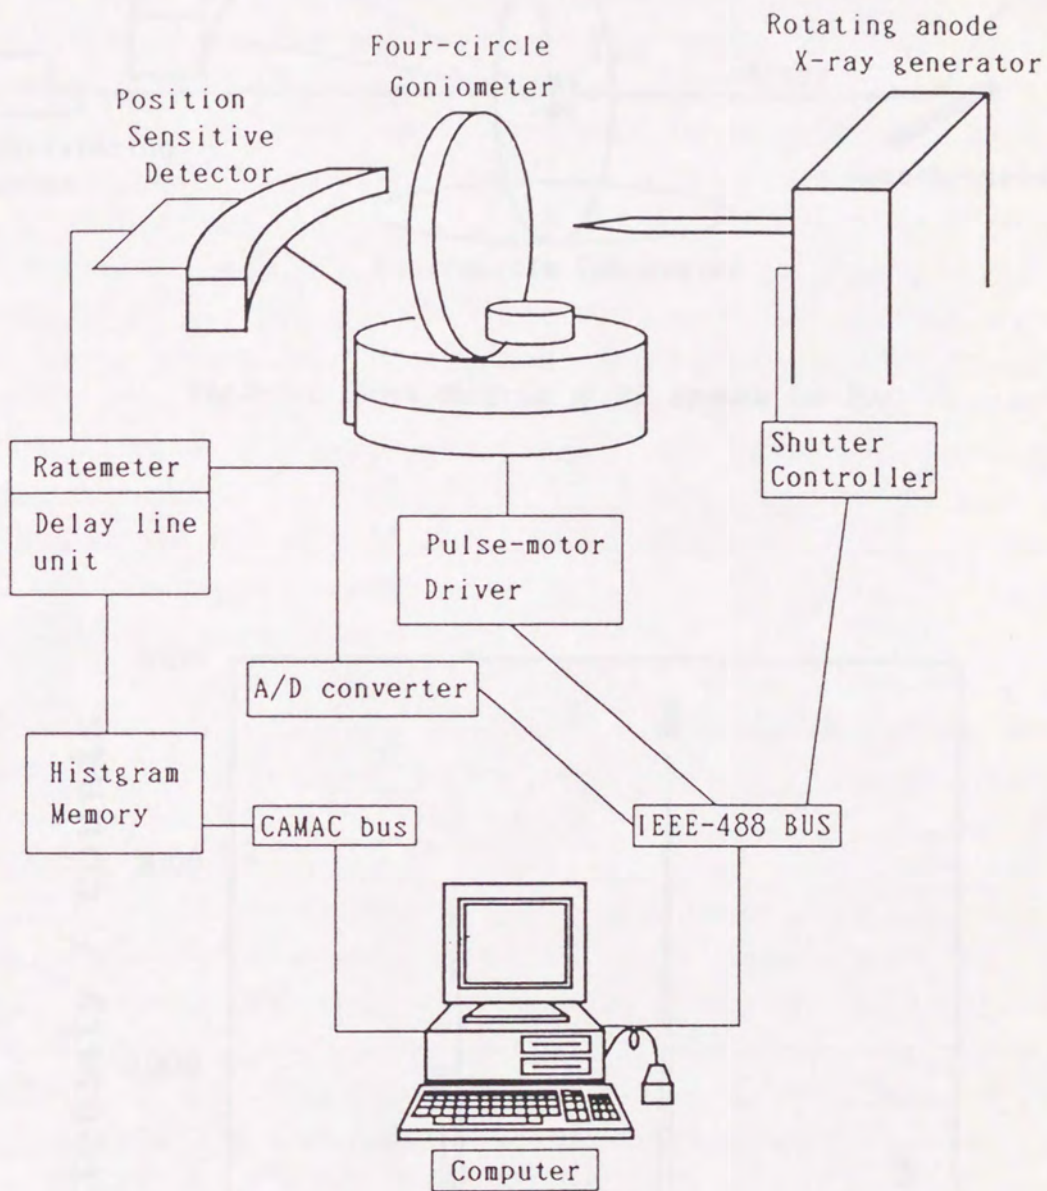 Rotating anode
X-ray generator
Four-circle
Goniometer
Position
Sensitive
Detector
Shutter
Controller
Ratemeter
Delay line
unit
Pulse-motor
Driver
A/D converter
Histgram
Memory
CAMAC bus
IEEE-488 BUS
Computer